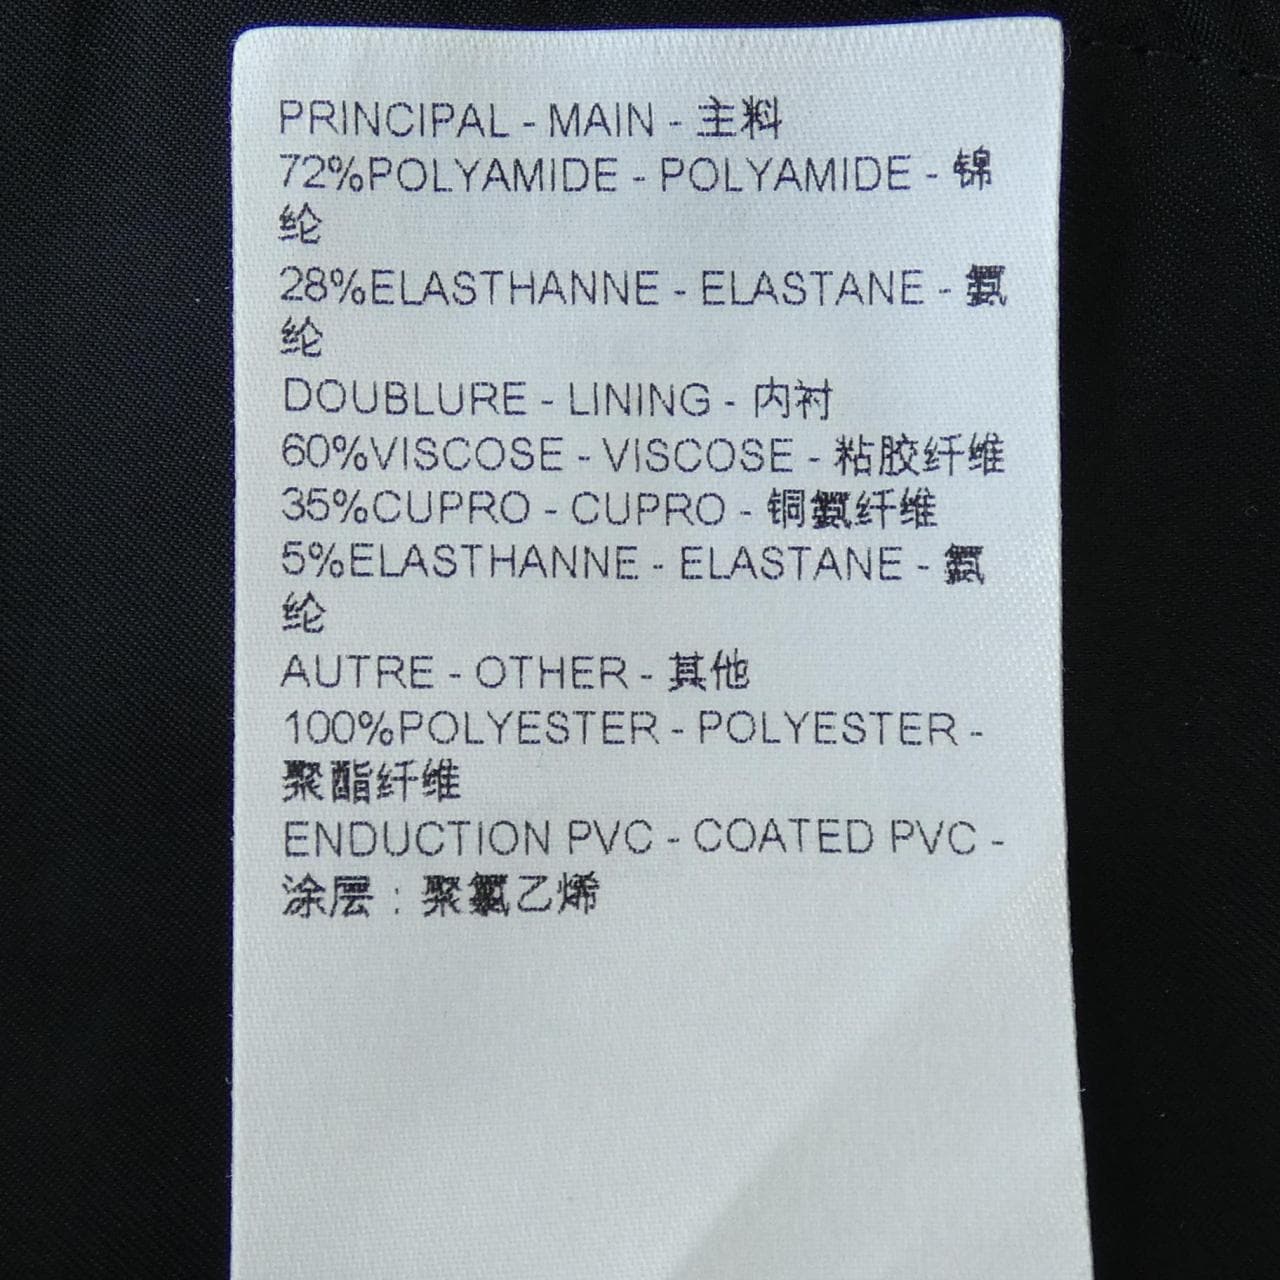 PRINCIPAL - MAIN - 主料
72%POLYAMIDE - POLYAMIDE - 锦
纶
28%ELASTHANNE - ELASTANE - 氨
纶
DOUBLURE - LINING - 内衬
60%VISCOSE - VISCOSE - 粘胶纤维
35%CUPRO - CUPRO - 铜氨纤维
5%ELASTHANNE - ELASTANE - 氨
纶
AUTRE - OTHER - 其他
100%POLYESTER - POLYESTER -
聚酯纤维
ENDUCTION PVC - COATED PVC -
涂层：聚氯乙烯